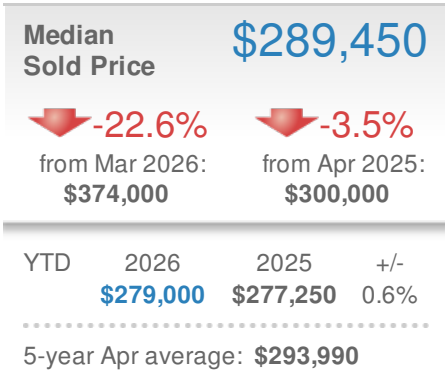 Median $289,450
Sold Price
-22.6% -3.5%
from Mar 2026: from Apr 2025:
$374,000 $300,000
YTD 2026 2025 +/-
$279,000 $277,250 0.6%
5-year Apr average: $293,990